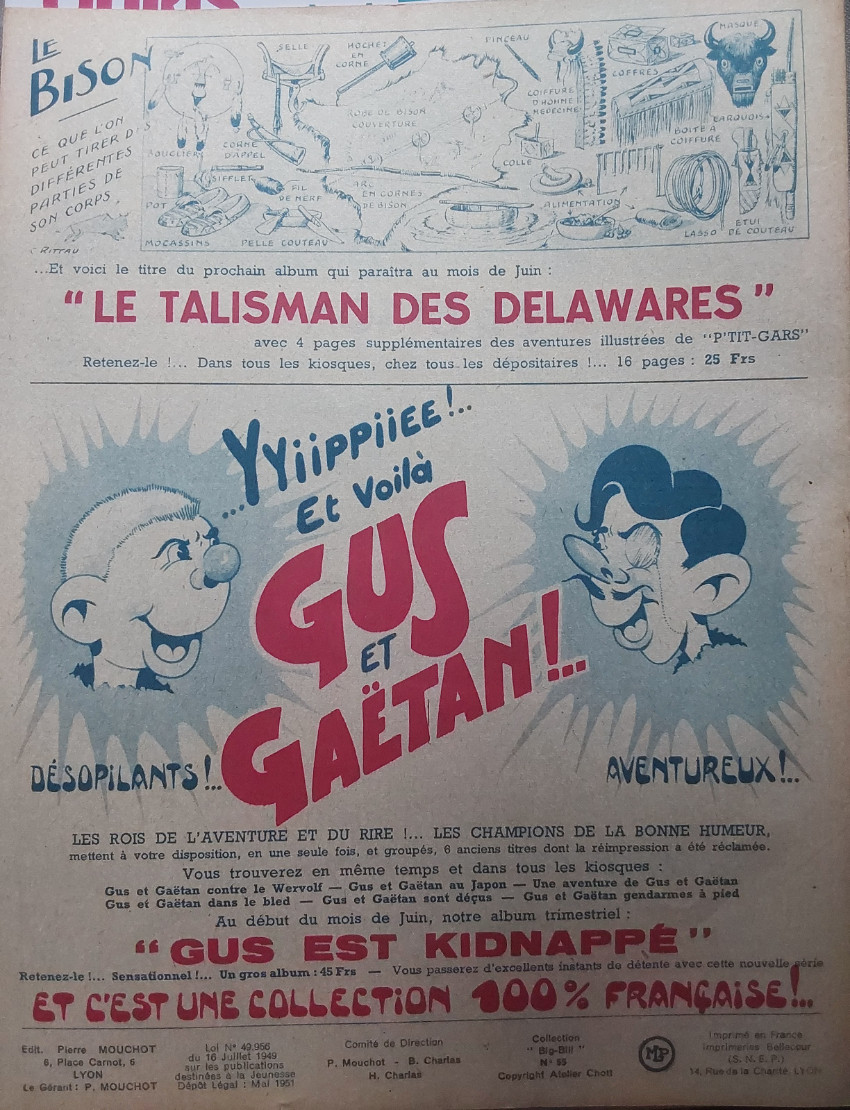 LE
BISON
CE QUE L'ON
PEUT TIRER DES
DIFFÉRENTES
PARTIES DE
SON CORPS.
C. RITTAU
SELLE
HOCHET
EN
CORNE
PINCEAU
MASQUE
COFFRES
COIFFURE
D'HOMME
MEDECINE
ROBE DE BISON
COUVERTURE
CARQUOIS
BOITE A
COIFFURE
BOUCLIER
CORNE
D'APPEL
COLLE
SIFFLET
FIL
DE NERF
ARC
EN CORNES
DE BISON
ALIMENTATION
POT
MOCASSINS
PELLE COUTEAU
LASSO
ETUI
DE COUTEAU
...Et voici le titre du prochain album qui paraîtra au mois de Juin :
"LE TALISMAN DES DELAWARES"
avec 4 pages supplémentaires des aventures illustrées de "P'TIT-GARS"
Retenez-le !... Dans tous les kiosques, chez tous les dépositaires !... 16 pages : 25 Frs
...YYiiPPiiEE!..
Et Voilà
GUS
ET
GAËTAN!..
DÉSOPILANTS!..
AVENTUREUX!..
LES ROIS DE L'AVENTURE ET DU RIRE !... LES CHAMPIONS DE LA BONNE HUMEUR,
mettent à votre disposition, en une seule fois, et groupés, 6 anciens titres dont la réimpression a été réclamée.
Vous trouverez en même temps et dans tous les kiosques :
Gus et Gaëtan contre le Wervolf — Gus et Gaëtan au Japon — Une aventure de Gus et Gaëtan
Gus et Gaëtan dans le bled — Gus et Gaëtan sont déçus — Gus et Gaëtan gendarmes à pied
Au début du mois de Juin, notre album trimestriel :
"GUS EST KIDNAPPÉ"
Retenez-le !... Sensationnel !... Un gros album : 45 Frs — Vous passerez d'excellents instants de détente avec cette nouvelle série
ET C'EST UNE COLLECTION 100% FRANÇAISE!..
Edit. Pierre MOUCHOT
6, Place Carnot, 6
LYON
Le Gérant : P. MOUCHOT
Loi N° 49.956
du 16 Juillet 1949
sur les publications
destinées à la Jeunesse
Dépôt Légal : Mai 1951
Comité de Direction
P. Mouchot - B. Charlas
H. Charlas
Collection
" Big-Bill "
N° 55
Copyright Atelier Chott
MP
Imprimé en France
Imprimeries Bellecour
(S. N. E. P.)
14, Rue de la Charité, LYON